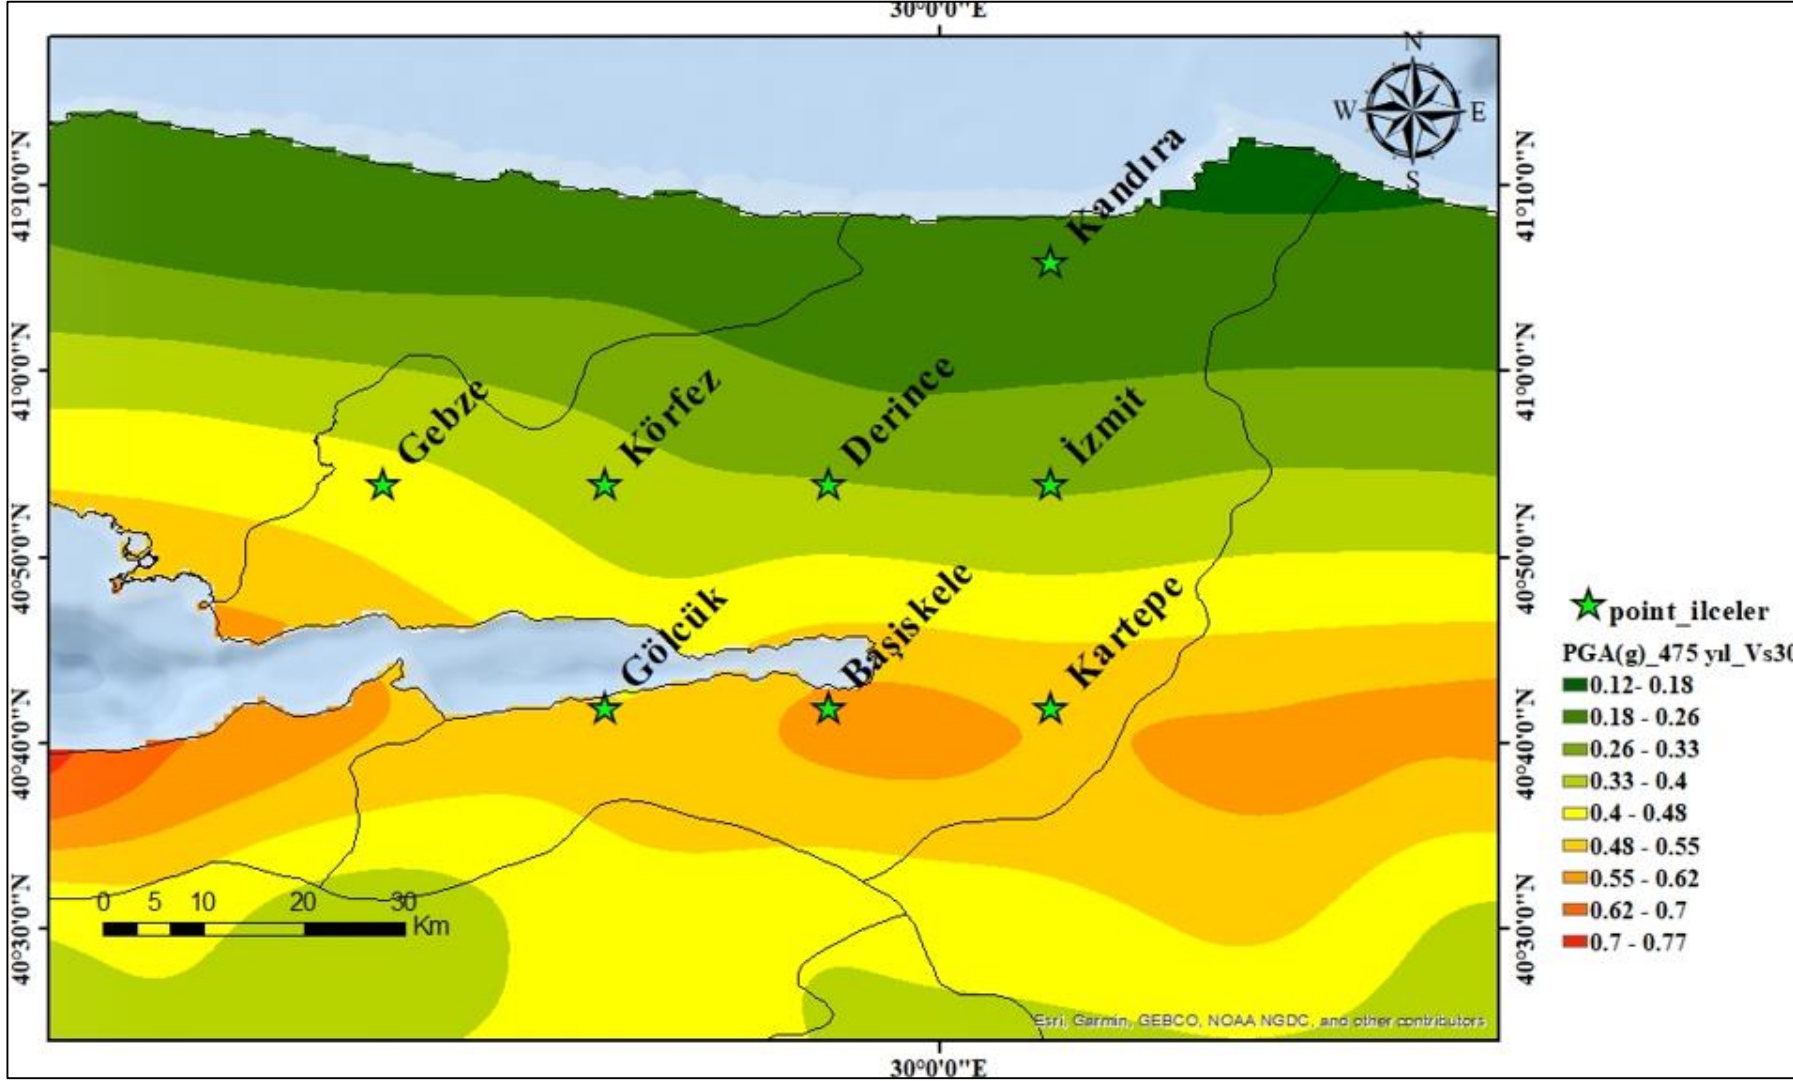 30°0'0"E
N
W
E
S
41°10'0"N
41°10'0"N
Kandıra
41°0'0"N
41°0'0"N
Gebze
Körfez
Derince
İzmit
40°50'0"N
40°50'0"N
Gölcük
Başiskele
Kartepe
40°40'0"N
40°40'0"N
point_ilceler
PGA(g)_475 yıl_Vs30
0.12- 0.18
0.18 - 0.26
0.26 - 0.33
0.33 - 0.4
0.4 - 0.48
0.48 - 0.55
0.55 - 0.62
0.62 - 0.7
0.7 - 0.77
0 5 10 20 30
Km
40°30'0"N
40°30'0"N
Esri, Garmin, GEBCO, NOAA NGDC, and other contributors
30°0'0"E